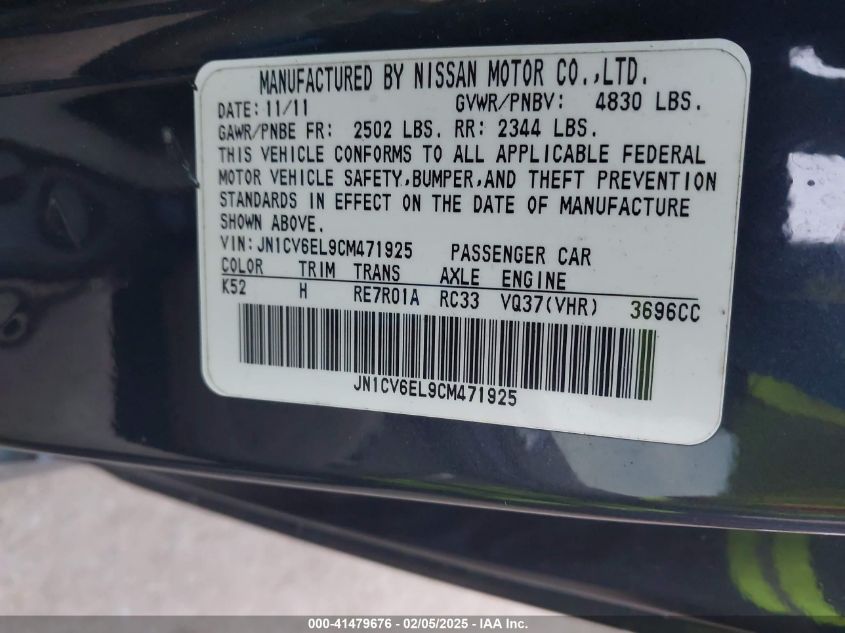 MANUFACTURED BY NISSAN MOTOR CO.,LTD.
DATE: 11/11 GVWR/PNBV: 4830 LBS.
GAWR/PNBE FR: 2502 LBS. RR: 2344 LBS.
THIS VEHICLE CONFORMS TO ALL APPLICABLE FEDERAL
MOTOR VEHICLE SAFETY,BUMPER,AND THEFT PREVENTION
STANDARDS IN EFFECT ON THE DATE OF MANUFACTURE
SHOWN ABOVE.
VIN: JN1CV6EL9CM471925 PASSENGER CAR
COLOR TRIM TRANS AXLE ENGINE
K52 H RE7R01A RC33 VQ37(VHR) 3696CC
JN1CV6EL9CM471925
000-41479676 - 02/05/2025 - IAA Inc.